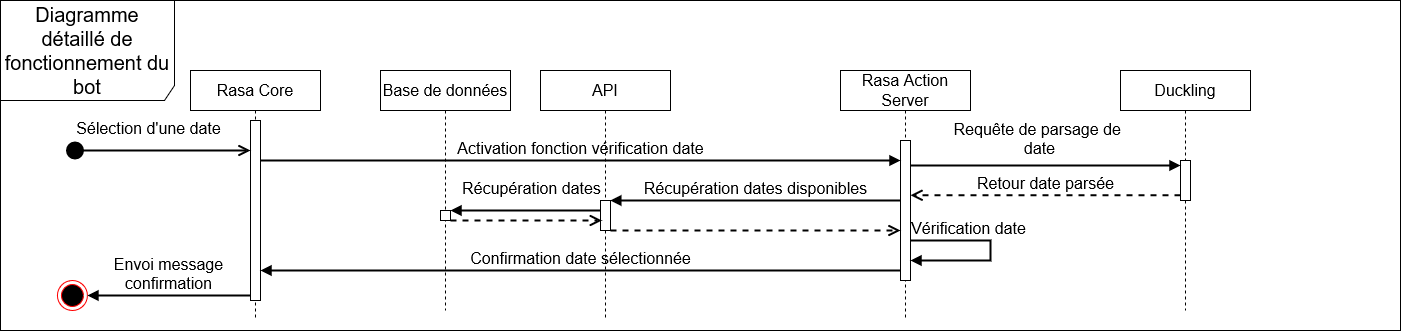 Diagramme
détaillé de
fonctionnement du
bot
Rasa Core
Base de données
API
Rasa Action
Server
Duckling
Sélection d'une date
Activation fonction vérification date
Requête de parsage de
date
Retour date parsée
Récupération dates disponibles
Récupération dates
Vérification date
Confirmation date sélectionnée
Envoi message
confirmation